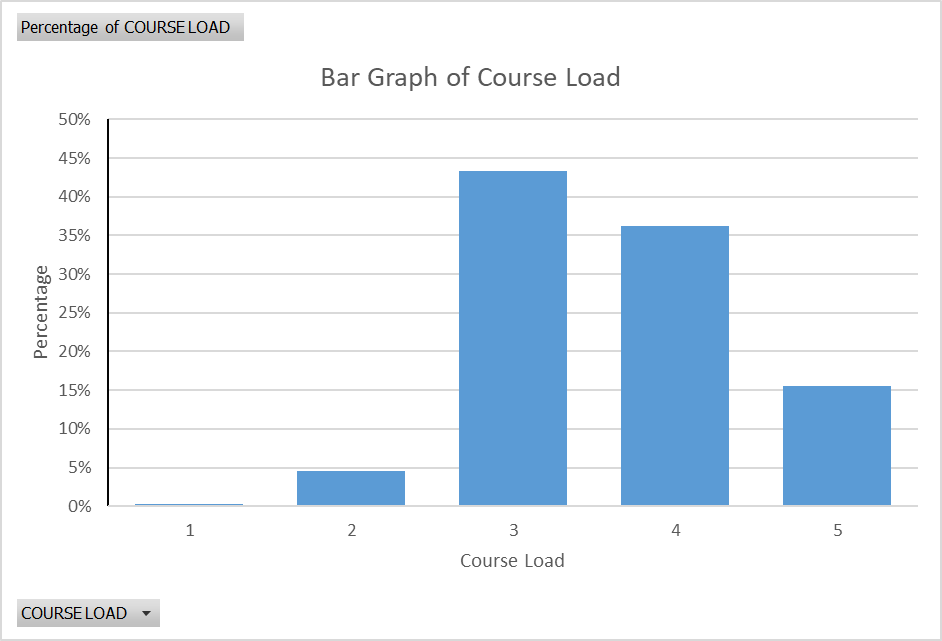 Percentage of COURSE LOAD
Bar Graph of Course Load
50%
45%
40%
35%
30%
25%
20%
15%
10%
5%
0%
Percentage
1 2 3 4 5
Course Load
COURSE LOAD